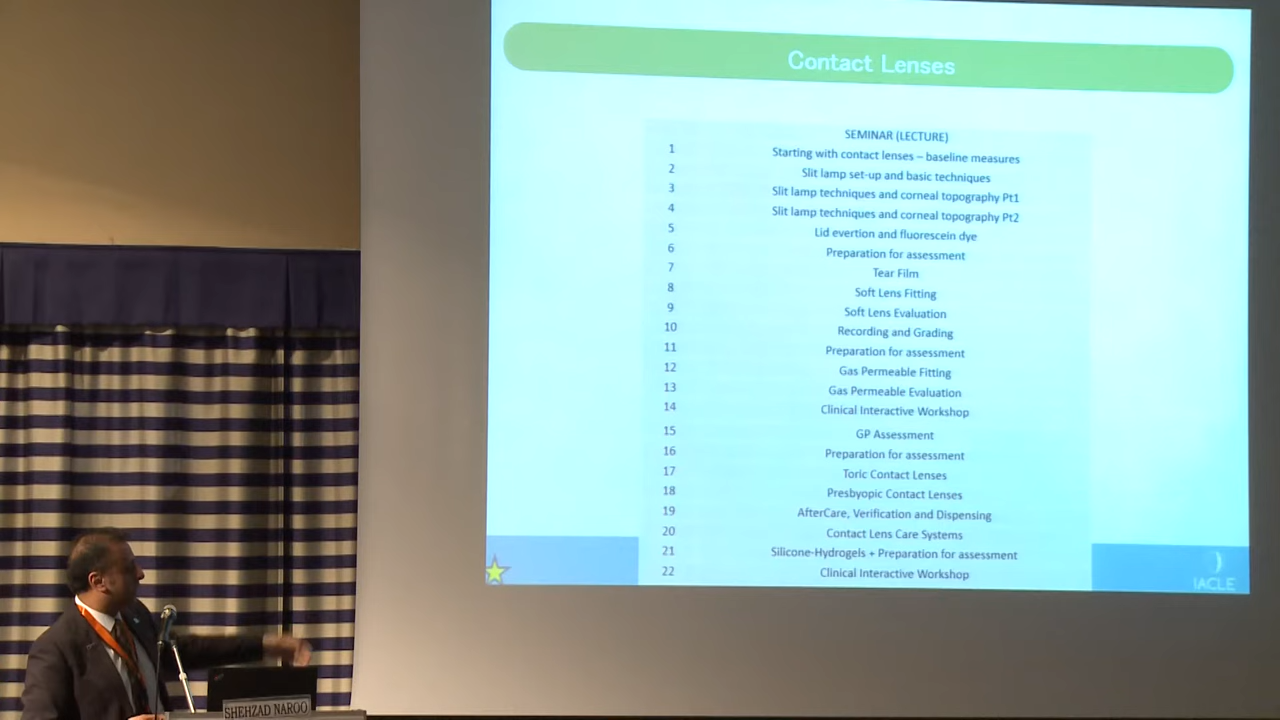 Contact Lenses
SEMINAR (LECTURE)
1 Starting with contact lenses – baseline measures
2 Slit lamp set-up and basic techniques
3 Slit lamp techniques and corneal topography Pt1
4 Slit lamp techniques and corneal topography Pt2
5 Lid evertion and fluorescein dye
6 Preparation for assessment
7 Tear Film
8 Soft Lens Fitting
9 Soft Lens Evaluation
10 Recording and Grading
11 Preparation for assessment
12 Gas Permeable Fitting
13 Gas Permeable Evaluation
14 Clinical Interactive Workshop
15 GP Assessment
16 Preparation for assessment
17 Toric Contact Lenses
18 Presbyopic Contact Lenses
19 AfterCare, Verification and Dispensing
20 Contact Lens Care Systems
21 Silicone-Hydrogels + Preparation for assessment
22 Clinical Interactive Workshop
IACLE
SHEHZAD NAROO